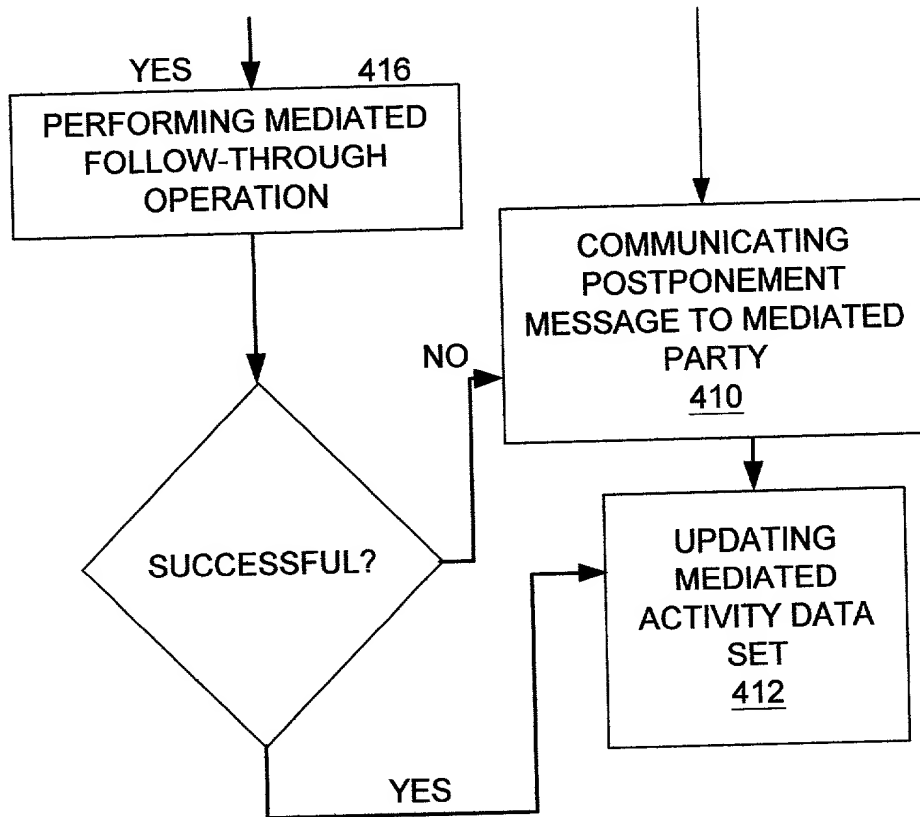 YES
416
PERFORMING MEDIATED
FOLLOW-THROUGH
OPERATION
COMMUNICATING
POSTPONEMENT
MESSAGE TO MEDIATED
PARTY
410
NO
SUCCESSFUL?
UPDATING
MEDIATED
ACTIVITY DATA
SET
412
YES